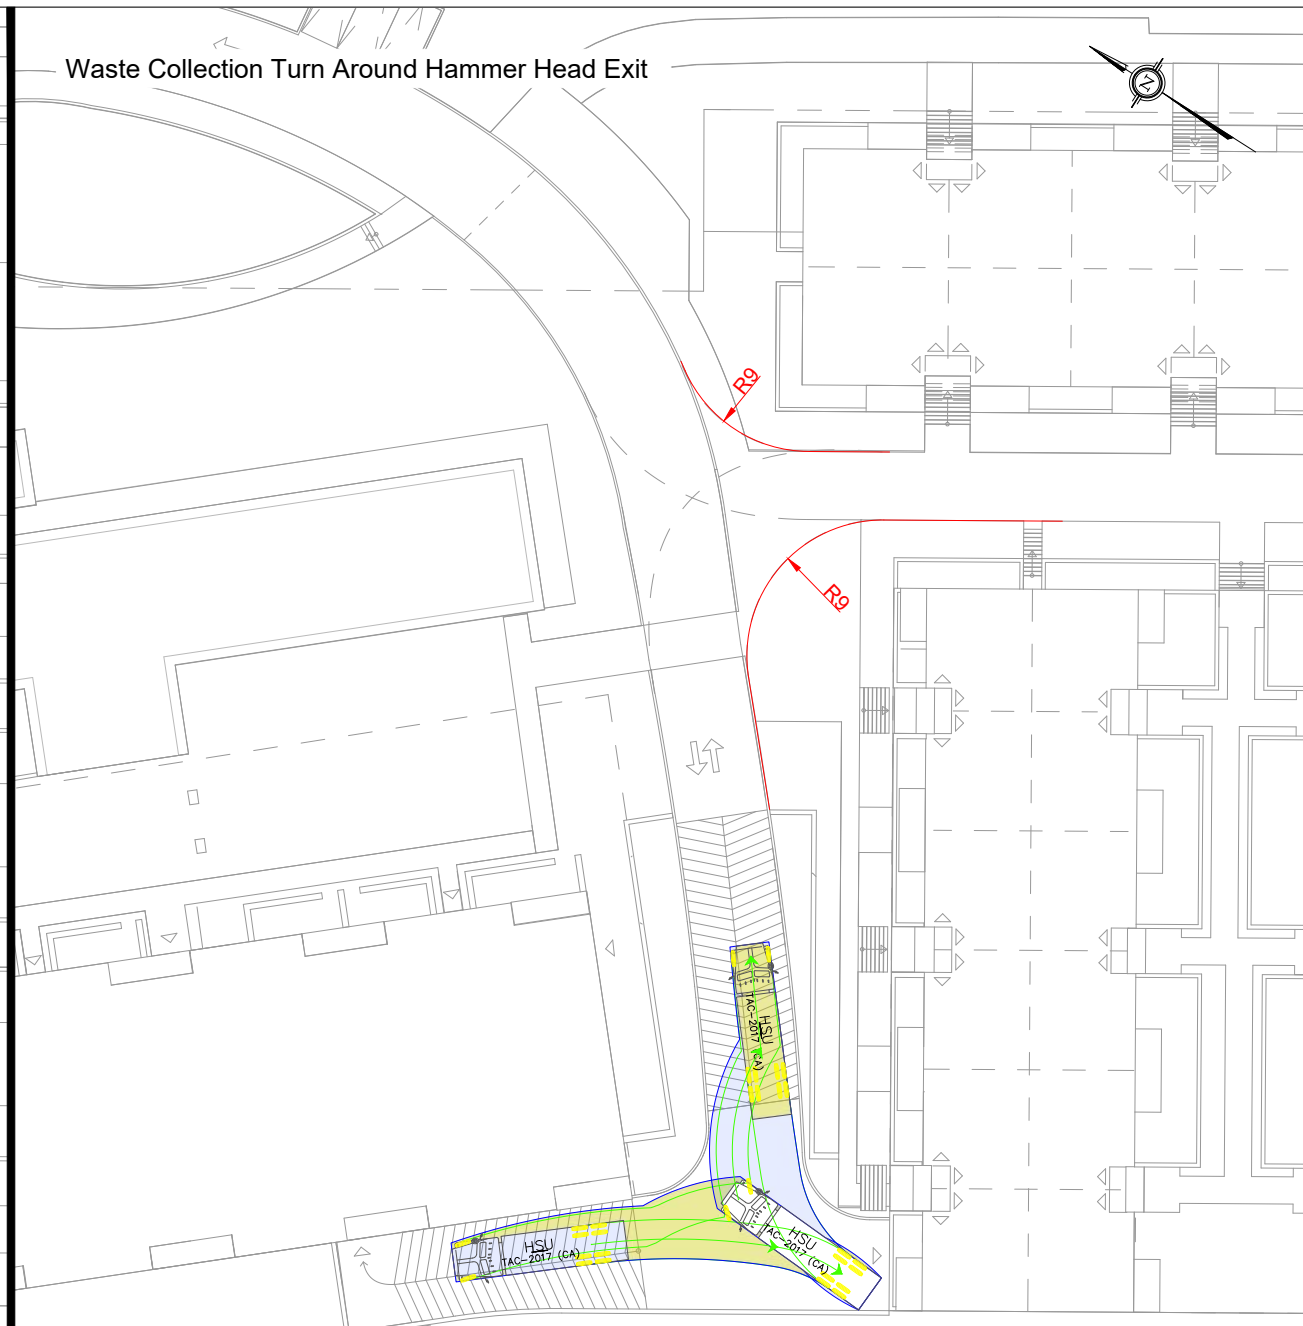 Waste Collection Turn Around Hammer Head Exit
N
R9
R9
HSU
TAC-2017 (CA)
HSU
TAC-2017 (CA)
HSU
TAC-2017 (CA)